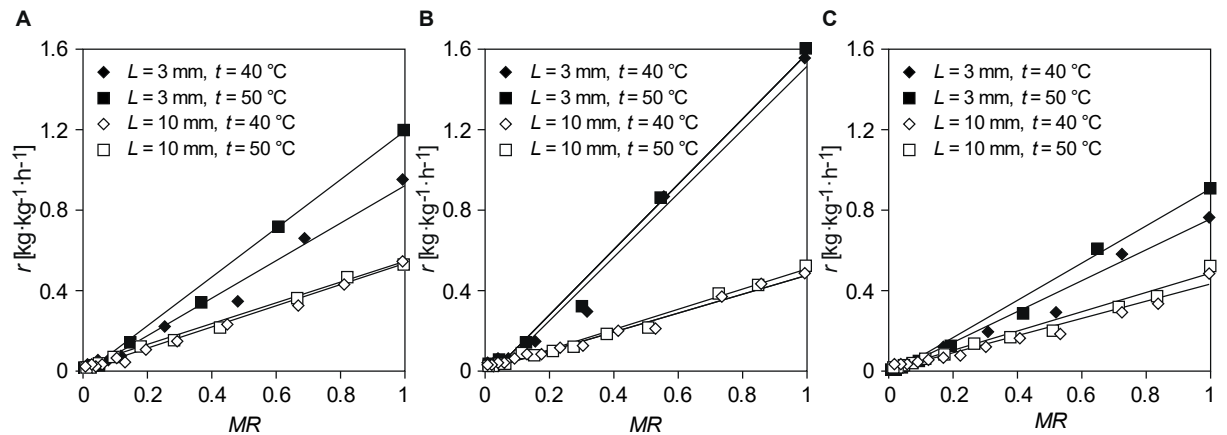 A
r [kg·kg-1·h-1]
1.6
1.2
0.8
0.4
0
L = 3 mm, t = 40 °C
L = 3 mm, t = 50 °C
L = 10 mm, t = 40 °C
L = 10 mm, t = 50 °C
0 0.2 0.4 0.6 0.8 1
MR
B
r [kg·kg-1·h-1]
1.6
1.2
0.8
0.4
0
L = 3 mm, t = 40 °C
L = 3 mm, t = 50 °C
L = 10 mm, t = 40 °C
L = 10 mm, t = 50 °C
0 0.2 0.4 0.6 0.8 1
MR
C
r [kg·kg-1·h-1]
1.6
1.2
0.8
0.4
0
L = 3 mm, t = 40 °C
L = 3 mm, t = 50 °C
L = 10 mm, t = 40 °C
L = 10 mm, t = 50 °C
0 0.2 0.4 0.6 0.8 1
MR